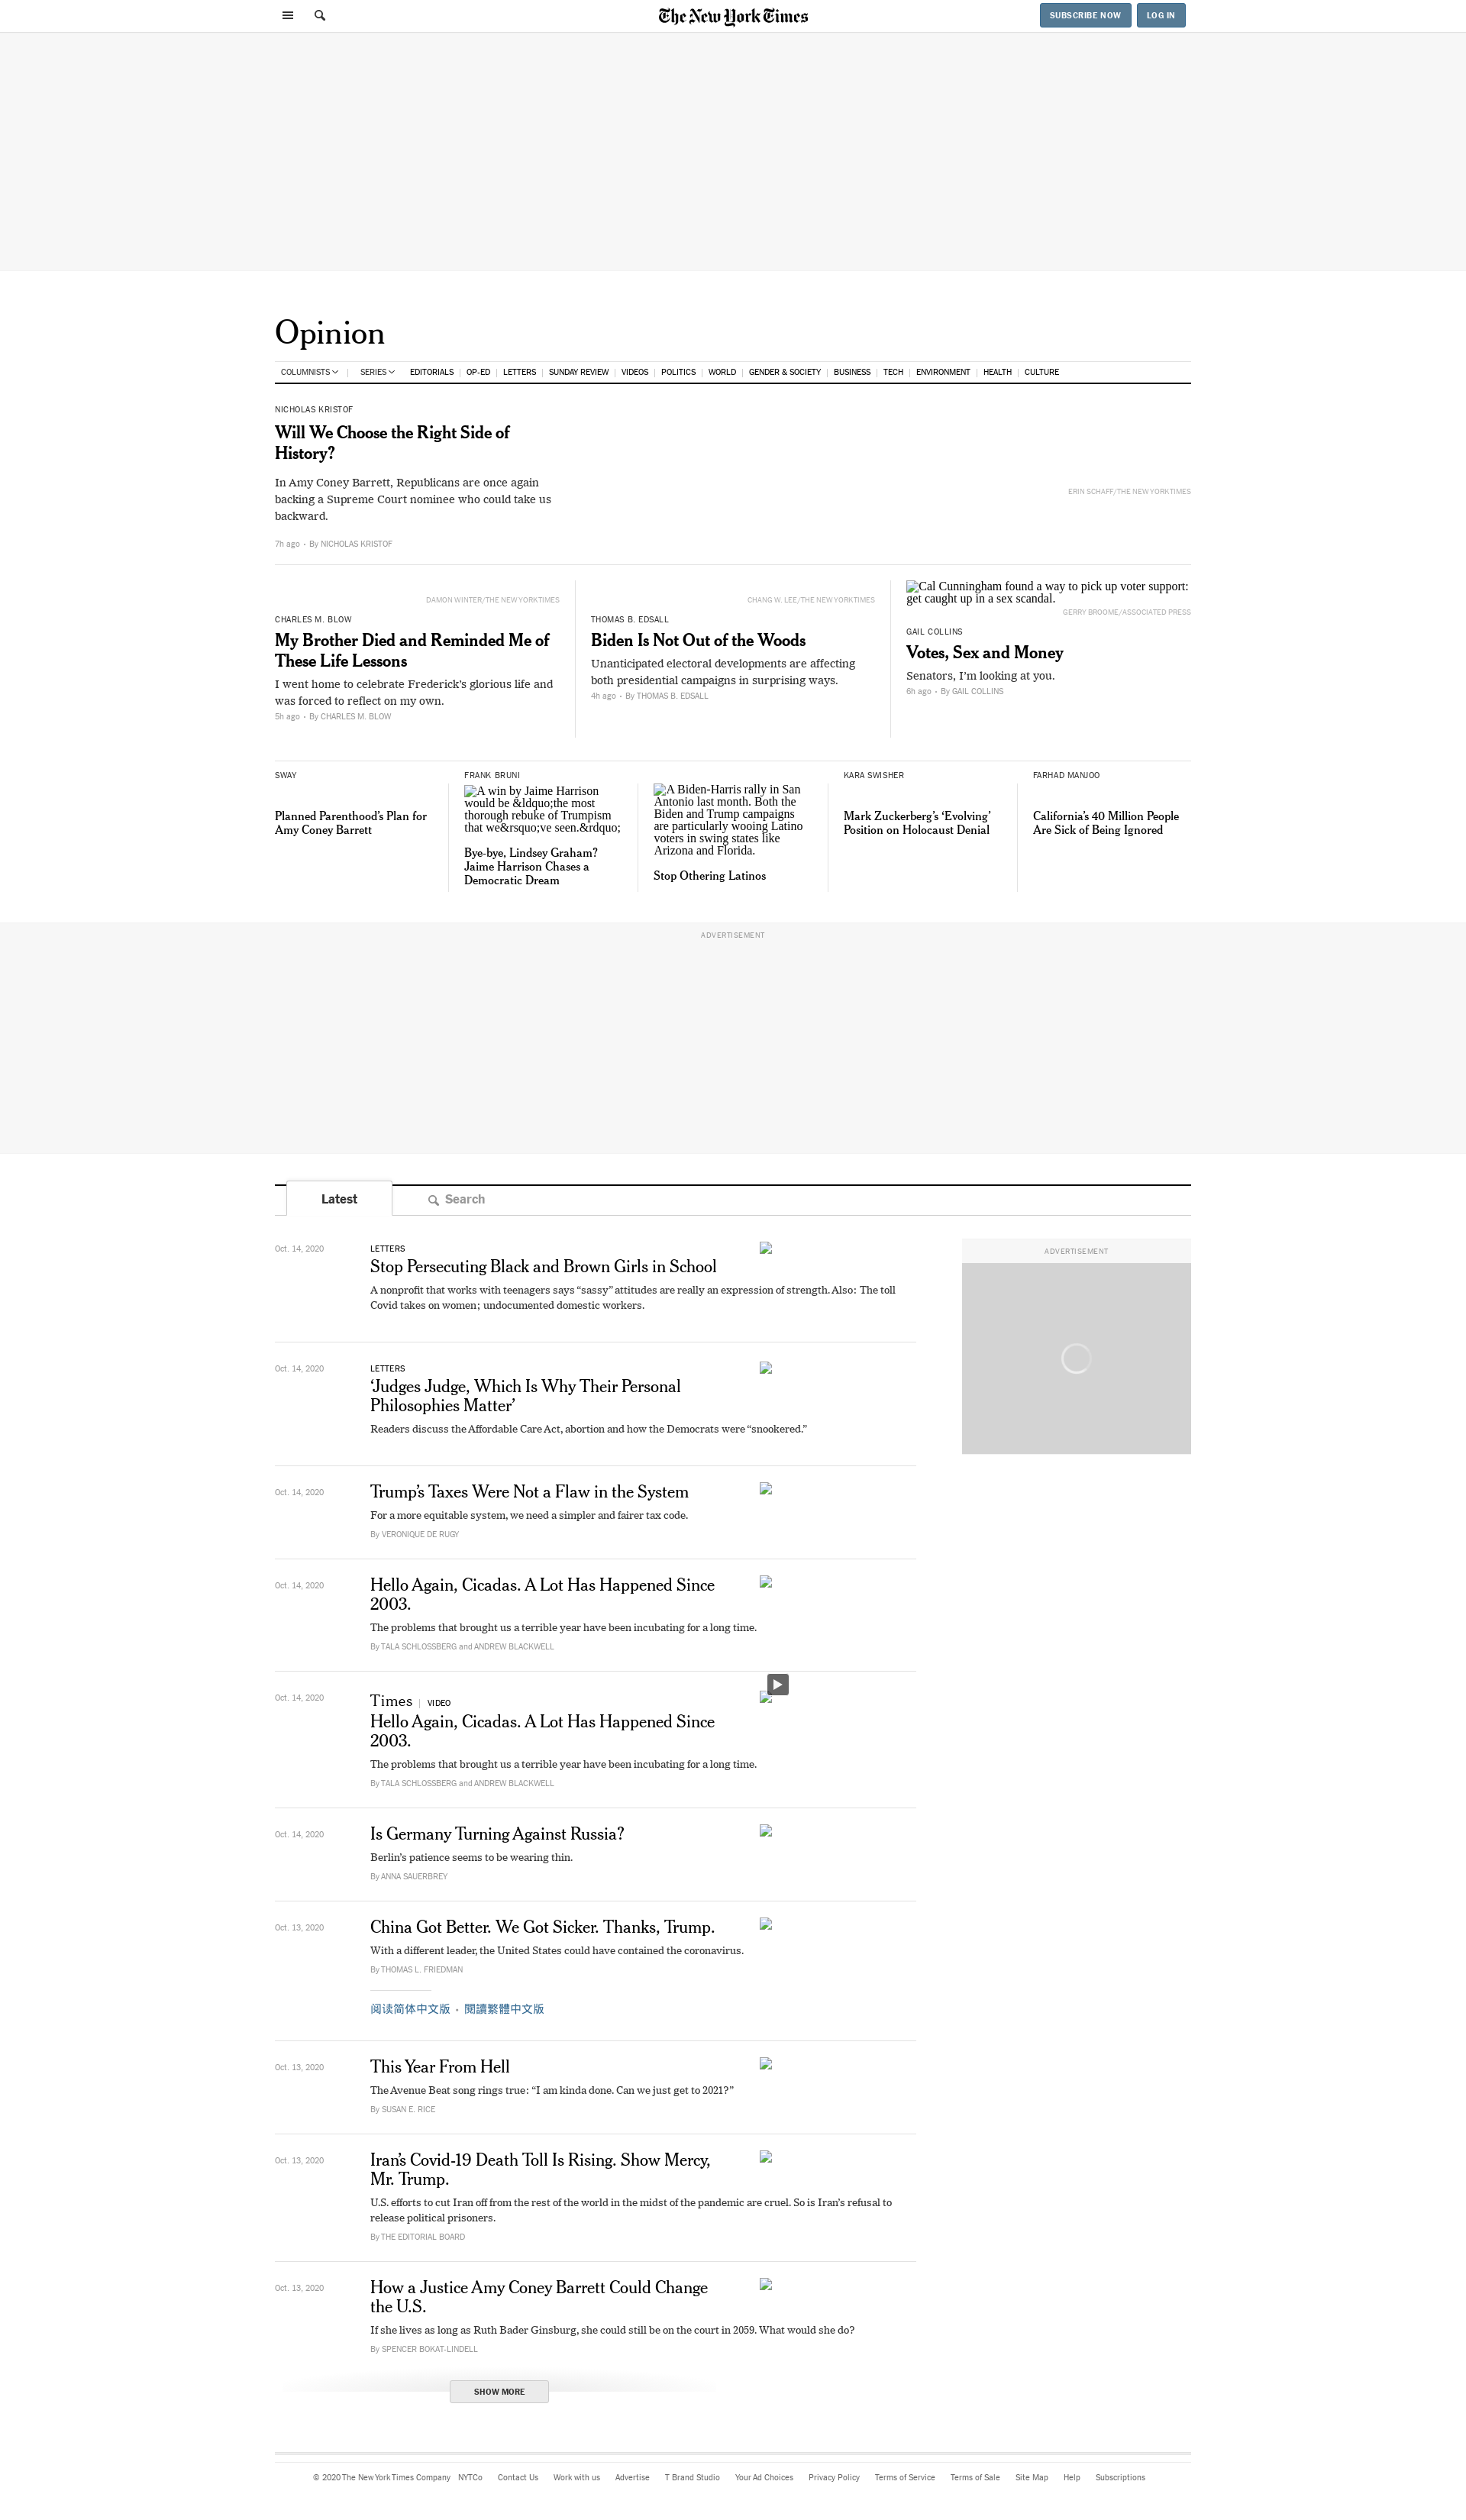 The New York Times
SUBSCRIBE NOW
LOG IN
Opinion
COLUMNISTS
SERIES
EDITORIALS
OP-ED
LETTERS
SUNDAY REVIEW
VIDEOS
POLITICS
WORLD
GENDER & SOCIETY
BUSINESS
TECH
ENVIRONMENT
HEALTH
CULTURE
NICHOLAS KRISTOF
Will We Choose the Right Side of
History?
In Amy Coney Barrett, Republicans are once again
backing a Supreme Court nominee who could take us
backward.
7h ago • By NICHOLAS KRISTOF
ERIN SCHAFF/THE NEW YORK TIMES
DAMON WINTER/THE NEW YORK TIMES
CHARLES M. BLOW
My Brother Died and Reminded Me of
These Life Lessons
I went home to celebrate Frederick’s glorious life and
was forced to reflect on my own.
5h ago • By CHARLES M. BLOW
CHANG W. LEE/THE NEW YORK TIMES
THOMAS B. EDSALL
Biden Is Not Out of the Woods
Unanticipated electoral developments are affecting
both presidential campaigns in surprising ways.
4h ago • By THOMAS B. EDSALL
Cal Cunningham found a way to pick up voter support:
get caught up in a sex scandal.
GERRY BROOME/ASSOCIATED PRESS
GAIL COLLINS
Votes, Sex and Money
Senators, I’m looking at you.
6h ago • By GAIL COLLINS
SWAY
Planned Parenthood’s Plan for
Amy Coney Barrett
FRANK BRUNI
A win by Jaime Harrison
would be &ldquo;the most
thorough rebuke of Trumpism
that we&rsquo;ve seen.&rdquo;
Bye-bye, Lindsey Graham?
Jaime Harrison Chases a
Democratic Dream
A Biden-Harris rally in San
Antonio last month. Both the
Biden and Trump campaigns
are particularly wooing Latino
voters in swing states like
Arizona and Florida.
Stop Othering Latinos
KARA SWISHER
Mark Zuckerberg’s ‘Evolving’
Position on Holocaust Denial
FARHAD MANJOO
California’s 40 Million People
Are Sick of Being Ignored
ADVERTISEMENT
Latest
Search
ADVERTISEMENT
Oct. 14, 2020
LETTERS
Stop Persecuting Black and Brown Girls in School
A nonprofit that works with teenagers says “sassy” attitudes are really an expression of strength. Also: The toll
Covid takes on women; undocumented domestic workers.
Oct. 14, 2020
LETTERS
‘Judges Judge, Which Is Why Their Personal
Philosophies Matter’
Readers discuss the Affordable Care Act, abortion and how the Democrats were “snookered.”
Oct. 14, 2020
Trump’s Taxes Were Not a Flaw in the System
For a more equitable system, we need a simpler and fairer tax code.
By VERONIQUE DE RUGY
Oct. 14, 2020
Hello Again, Cicadas. A Lot Has Happened Since
2003.
The problems that brought us a terrible year have been incubating for a long time.
By TALA SCHLOSSBERG and ANDREW BLACKWELL
Oct. 14, 2020
Times | VIDEO
Hello Again, Cicadas. A Lot Has Happened Since
2003.
The problems that brought us a terrible year have been incubating for a long time.
By TALA SCHLOSSBERG and ANDREW BLACKWELL
Oct. 14, 2020
Is Germany Turning Against Russia?
Berlin’s patience seems to be wearing thin.
By ANNA SAUERBREY
Oct. 13, 2020
China Got Better. We Got Sicker. Thanks, Trump.
With a different leader, the United States could have contained the coronavirus.
By THOMAS L. FRIEDMAN
阅读简体中文版 • 閱讀繁體中文版
Oct. 13, 2020
This Year From Hell
The Avenue Beat song rings true: “I am kinda done. Can we just get to 2021?”
By SUSAN E. RICE
Oct. 13, 2020
Iran’s Covid-19 Death Toll Is Rising. Show Mercy,
Mr. Trump.
U.S. efforts to cut Iran off from the rest of the world in the midst of the pandemic are cruel. So is Iran’s refusal to
release political prisoners.
By THE EDITORIAL BOARD
Oct. 13, 2020
How a Justice Amy Coney Barrett Could Change
the U.S.
If she lives as long as Ruth Bader Ginsburg, she could still be on the court in 2059. What would she do?
By SPENCER BOKAT-LINDELL
SHOW MORE
© 2020 The New York Times Company
NYTCo
Contact Us
Work with us
Advertise
T Brand Studio
Your Ad Choices
Privacy Policy
Terms of Service
Terms of Sale
Site Map
Help
Subscriptions